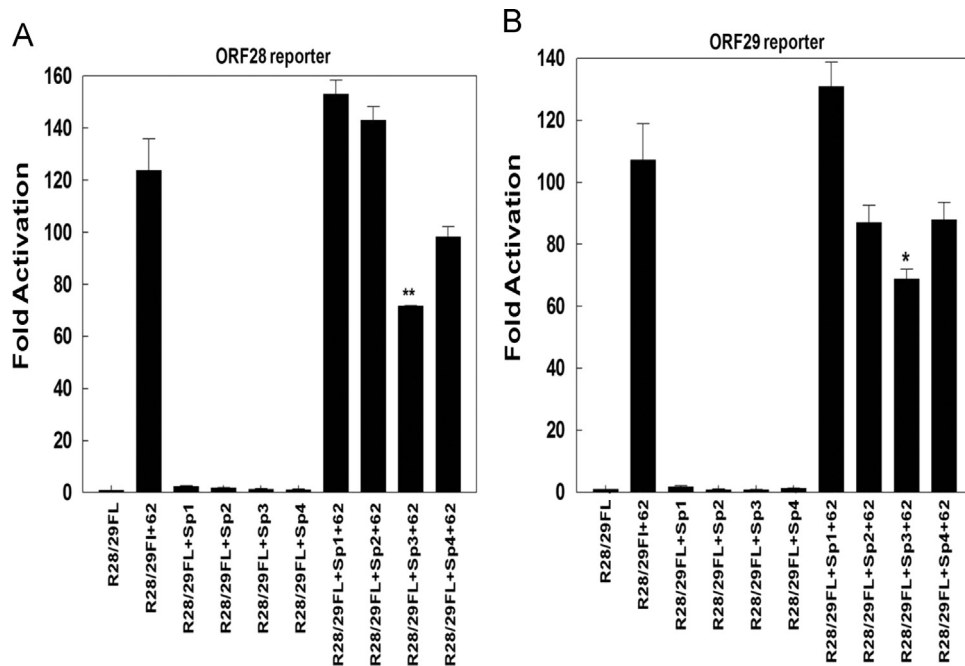 A
ORF28 reporter
Fold Activation
160
140
120
100
80
60
40
20
0
**
R28/29FL
R28/29Fl+62
R28/29FL+Sp1
R28/29FL+Sp2
R28/29FL+Sp3
R28/29FL+Sp4
R28/29FL+Sp1+62
R28/29FL+Sp2+62
R28/29FL+Sp3+62
R28/29FL+Sp4+62
B
ORF29 reporter
Fold Activation
140
120
100
80
60
40
20
0
*
R28/29FL
R28/29Fl+62
R28/29FL+Sp1
R28/29FL+Sp2
R28/29FL+Sp3
R28/29FL+Sp4
R28/29FL+Sp1+62
R28/29FL+Sp2+62
R28/29FL+Sp3+62
R28/29FL+Sp4+62